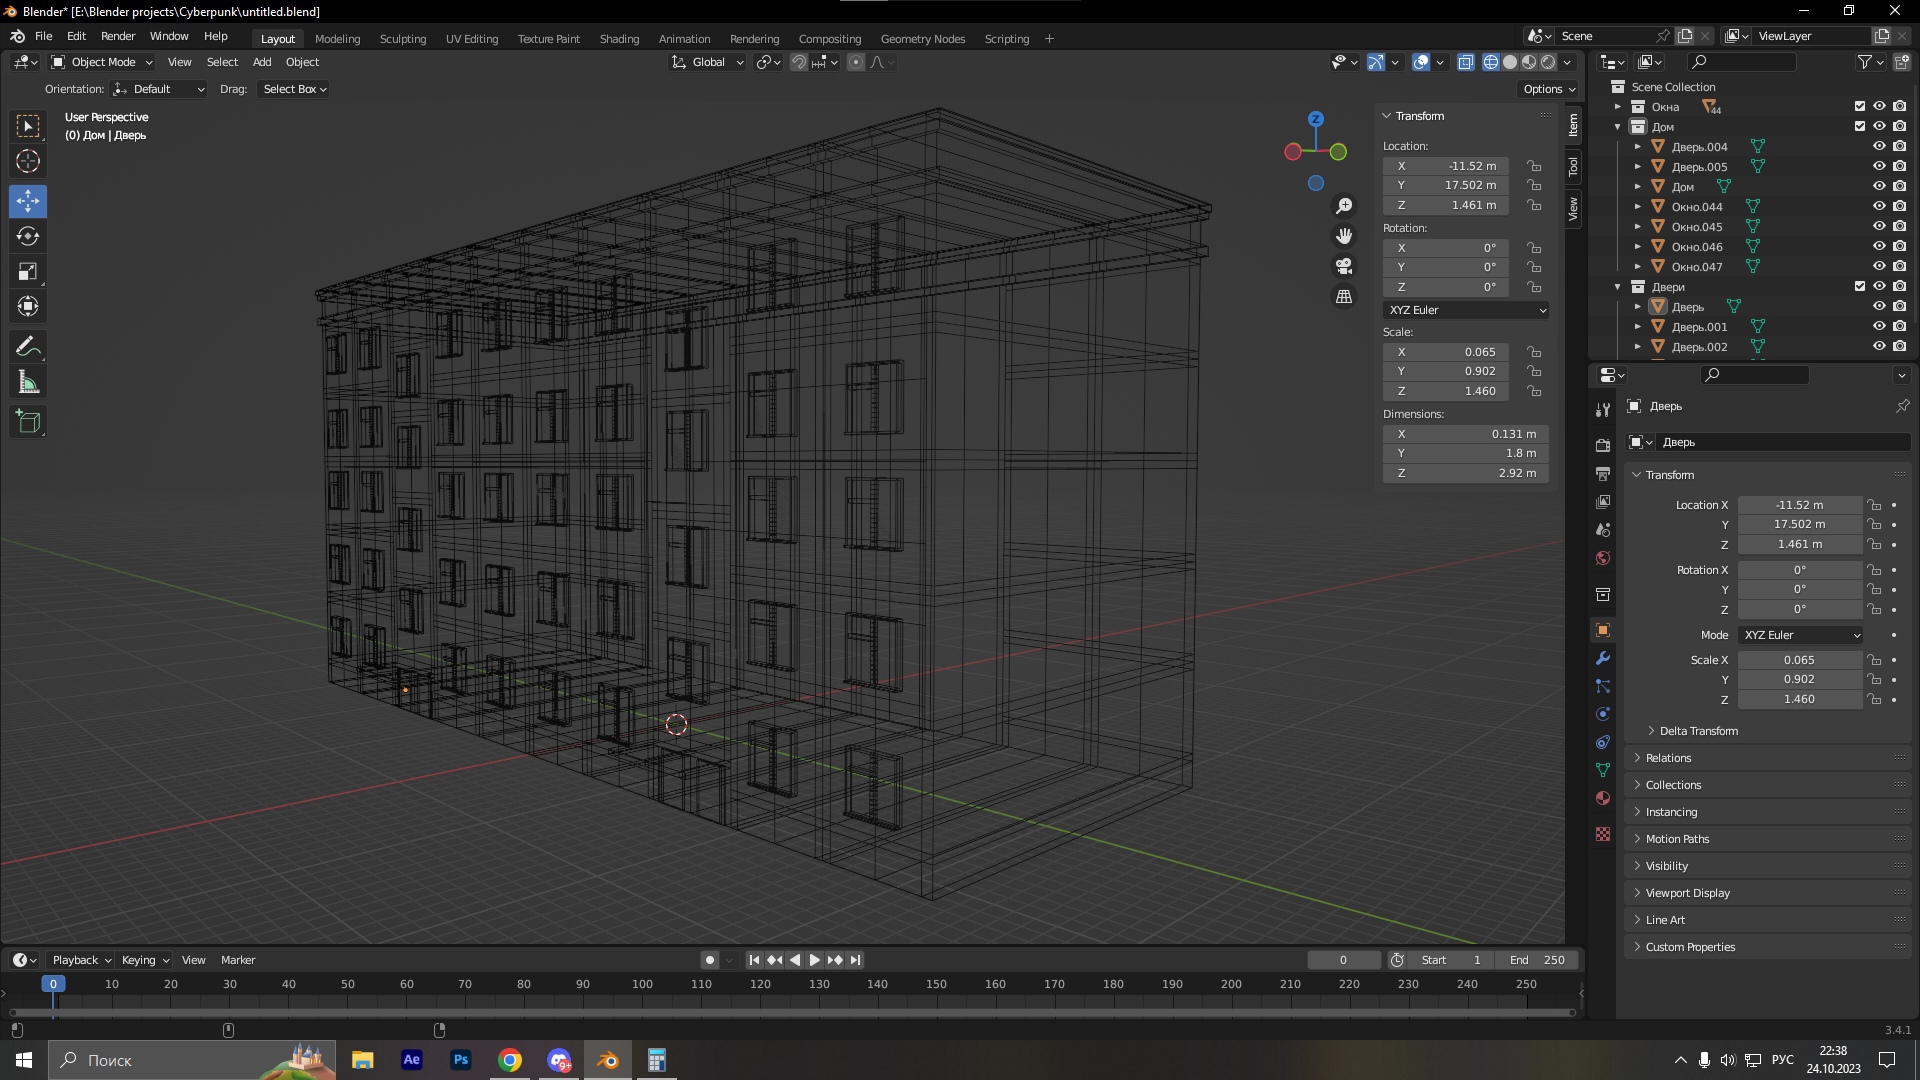 Blender* [E:\Blender projects\Cyberpunk\untitled.blend]
File Edit Render Window Help Layout Modeling Sculpting UV Editing Texture Paint Shading Animation Rendering Compositing Geometry Nodes Scripting + Scene ViewLayer
Object Mode View Select Add Object Global
Orientation: Default Drag: Select Box Options
User Perspective
(0) Дом | Дверь
Z
Transform
Location:
X -11.52 m
Y 17.502 m
Z 1.461 m
Rotation:
X 0°
Y 0°
Z 0°
XYZ Euler
Scale:
X 0.065
Y 0.902
Z 1.460
Dimensions:
X 0.131 m
Y 1.8 m
Z 2.92 m
Item
Tool
View
Scene Collection
Окна 44
Дом
Дверь.004
Дверь.005
Дом
Окно.044
Окно.045
Окно.046
Окно.047
Двери
Дверь
Дверь.001
Дверь.002
Дверь
Дверь
Transform
Location X -11.52 m
Y 17.502 m
Z 1.461 m
Rotation X 0°
Y 0°
Z 0°
Mode XYZ Euler
Scale X 0.065
Y 0.902
Z 1.460
Delta Transform
Relations
Collections
Instancing
Motion Paths
Visibility
Viewport Display
Line Art
Custom Properties
Playback Keying View Marker 0 Start 1 End 250
0 10 20 30 40 50 60 70 80 90 100 110 120 130 140 150 160 170 180 190 200 210 220 230 240 250
3.4.1
Поиск Ae Ps 9+ РУС 22:38
24.10.2023